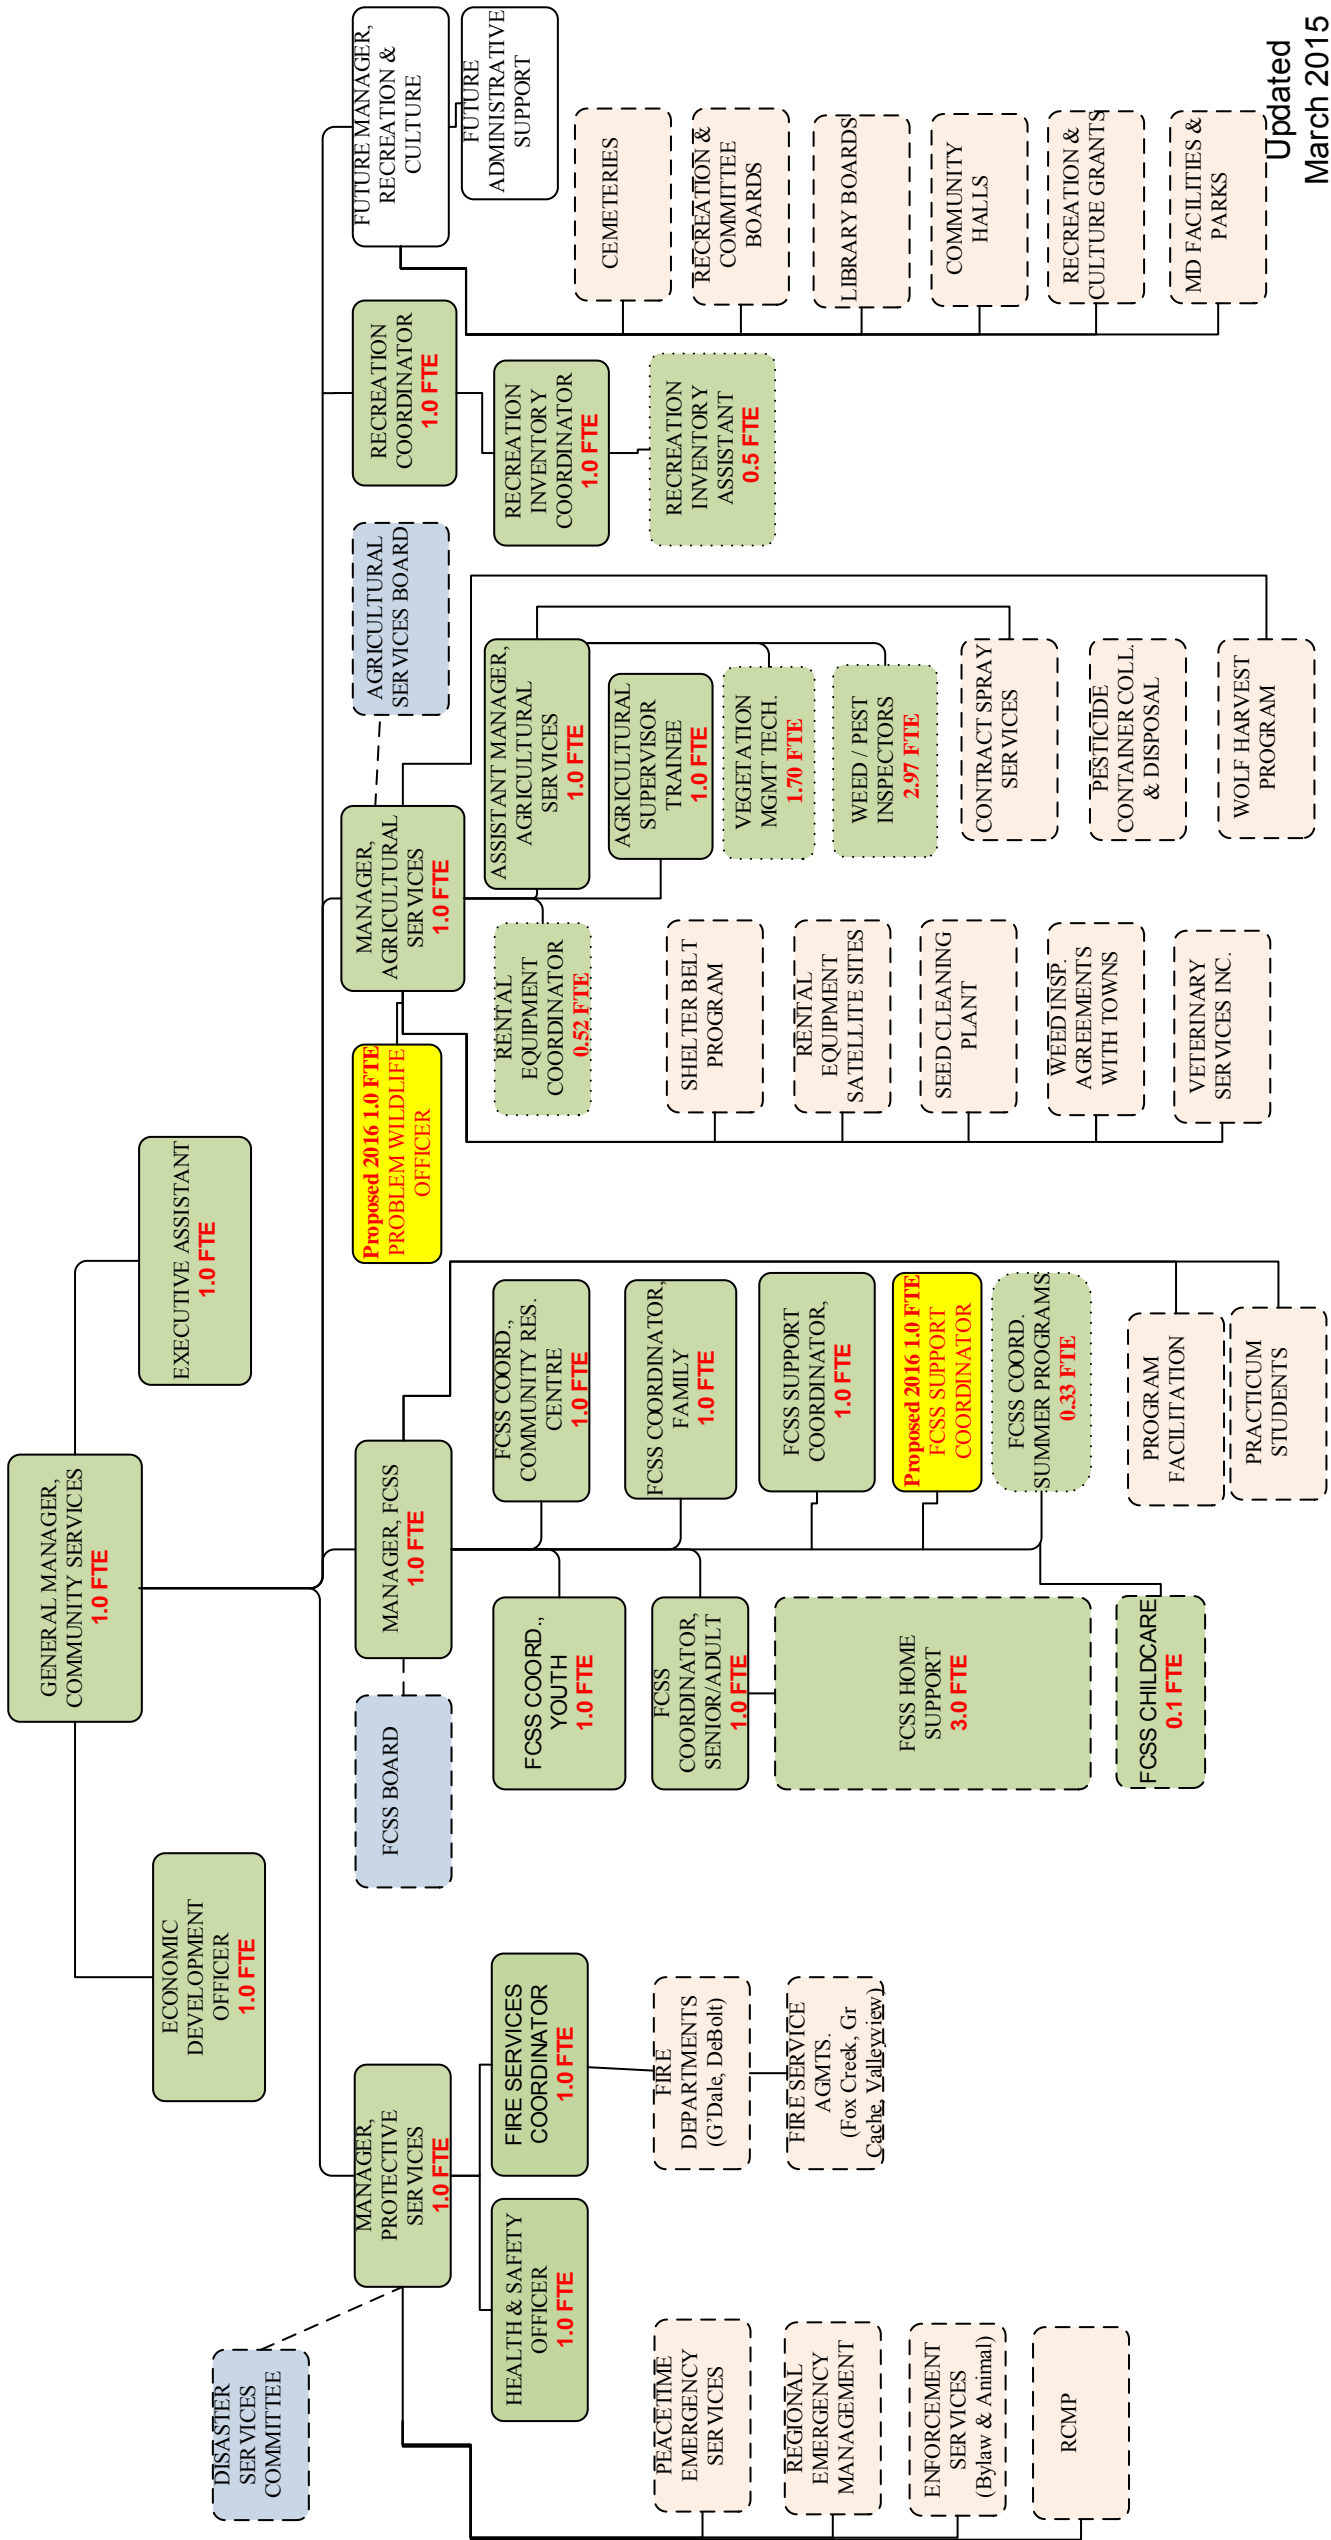 GENERAL MANAGER,
COMMUNITY SERVICES
1.0 FTE
ECONOMIC
DEVELOPMENT
OFFICER
1.0 FTE
EXECUTIVE ASSISTANT
1.0 FTE
DISASTER
SERVICES
COMMITTEE
MANAGER,
PROTECTIVE
SERVICES
1.0 FTE
HEALTH & SAFETY
OFFICER
1.0 FTE
FIRE SERVICES
COORDINATOR
1.0 FTE
PEACETIME
EMERGENCY
SERVICES
REGIONAL
EMERGENCY
MANAGEMENT
ENFORCEMENT
SERVICES
(Bylaw & Animal)
RCMP
FIRE
DEPARTMENTS
(G'Dale, DeBolt)
FIRE SERVICE
AGMTS.
(Fox Creek, Gr
Cache, Valleyview)
FCSS BOARD
MANAGER, FCSS
1.0 FTE
FCSS COORD.,
YOUTH
1.0 FTE
FCSS
COORDINATOR,
SENIOR/ADULT
1.0 FTE
FCSS HOME
SUPPORT
3.0 FTE
FCSS CHILDCARE
0.1 FTE
FCSS COORD.,
COMMUNITY RES.
CENTRE
1.0 FTE
FCSS COORDINATOR,
FAMILY
1.0 FTE
FCSS SUPPORT
COORDINATOR,
1.0 FTE
Proposed 2016 1.0 FTE
FCSS SUPPORT
COORDINATOR
FCSS COORD.
SUMMER PROGRAMS
0.33 FTE
PROGRAM
FACILITATION
PRACTICUM
STUDENTS
Proposed 2016 1.0 FTE
PROBLEM WILDLIFE
OFFICER
MANAGER,
AGRICULTURAL
SERVICES
1.0 FTE
AGRICULTURAL
SERVICES BOARD
RENTAL
EQUIPMENT
COORDINATOR
0.52 FTE
SHELTER BELT
PROGRAM
RENTAL
EQUIPMENT
SATELLITE SITES
SEED CLEANING
PLANT
WEED INSP.
AGREEMENTS
WITH TOWNS
VETERINARY
SERVICES INC.
ASSISTANT MANAGER,
AGRICULTURAL
SERVICES
1.0 FTE
AGRICULTURAL
SUPERVISOR
TRAINEE
1.0 FTE
VEGETATION
MGMT TECH.
1.70 FTE
WEED / PEST
INSPECTORS
2.97 FTE
CONTRACT SPRAY
SERVICES
PESTICIDE
CONTAINER COLL.
& DISPOSAL
WOLF HARVEST
PROGRAM
RECREATION
COORDINATOR
1.0 FTE
RECREATION
INVENTORY
COORDINATOR
1.0 FTE
RECREATION
INVENTORY
ASSISTANT
0.5 FTE
FUTURE MANAGER,
RECREATION &
CULTURE
FUTURE
ADMINISTRATIVE
SUPPORT
CEMETERIES
RECREATION &
COMMITTEE
BOARDS
LIBRARY BOARDS
COMMUNITY
HALLS
RECREATION &
CULTURE GRANTS
MD FACILITIES &
PARKS
Updated
March 2015